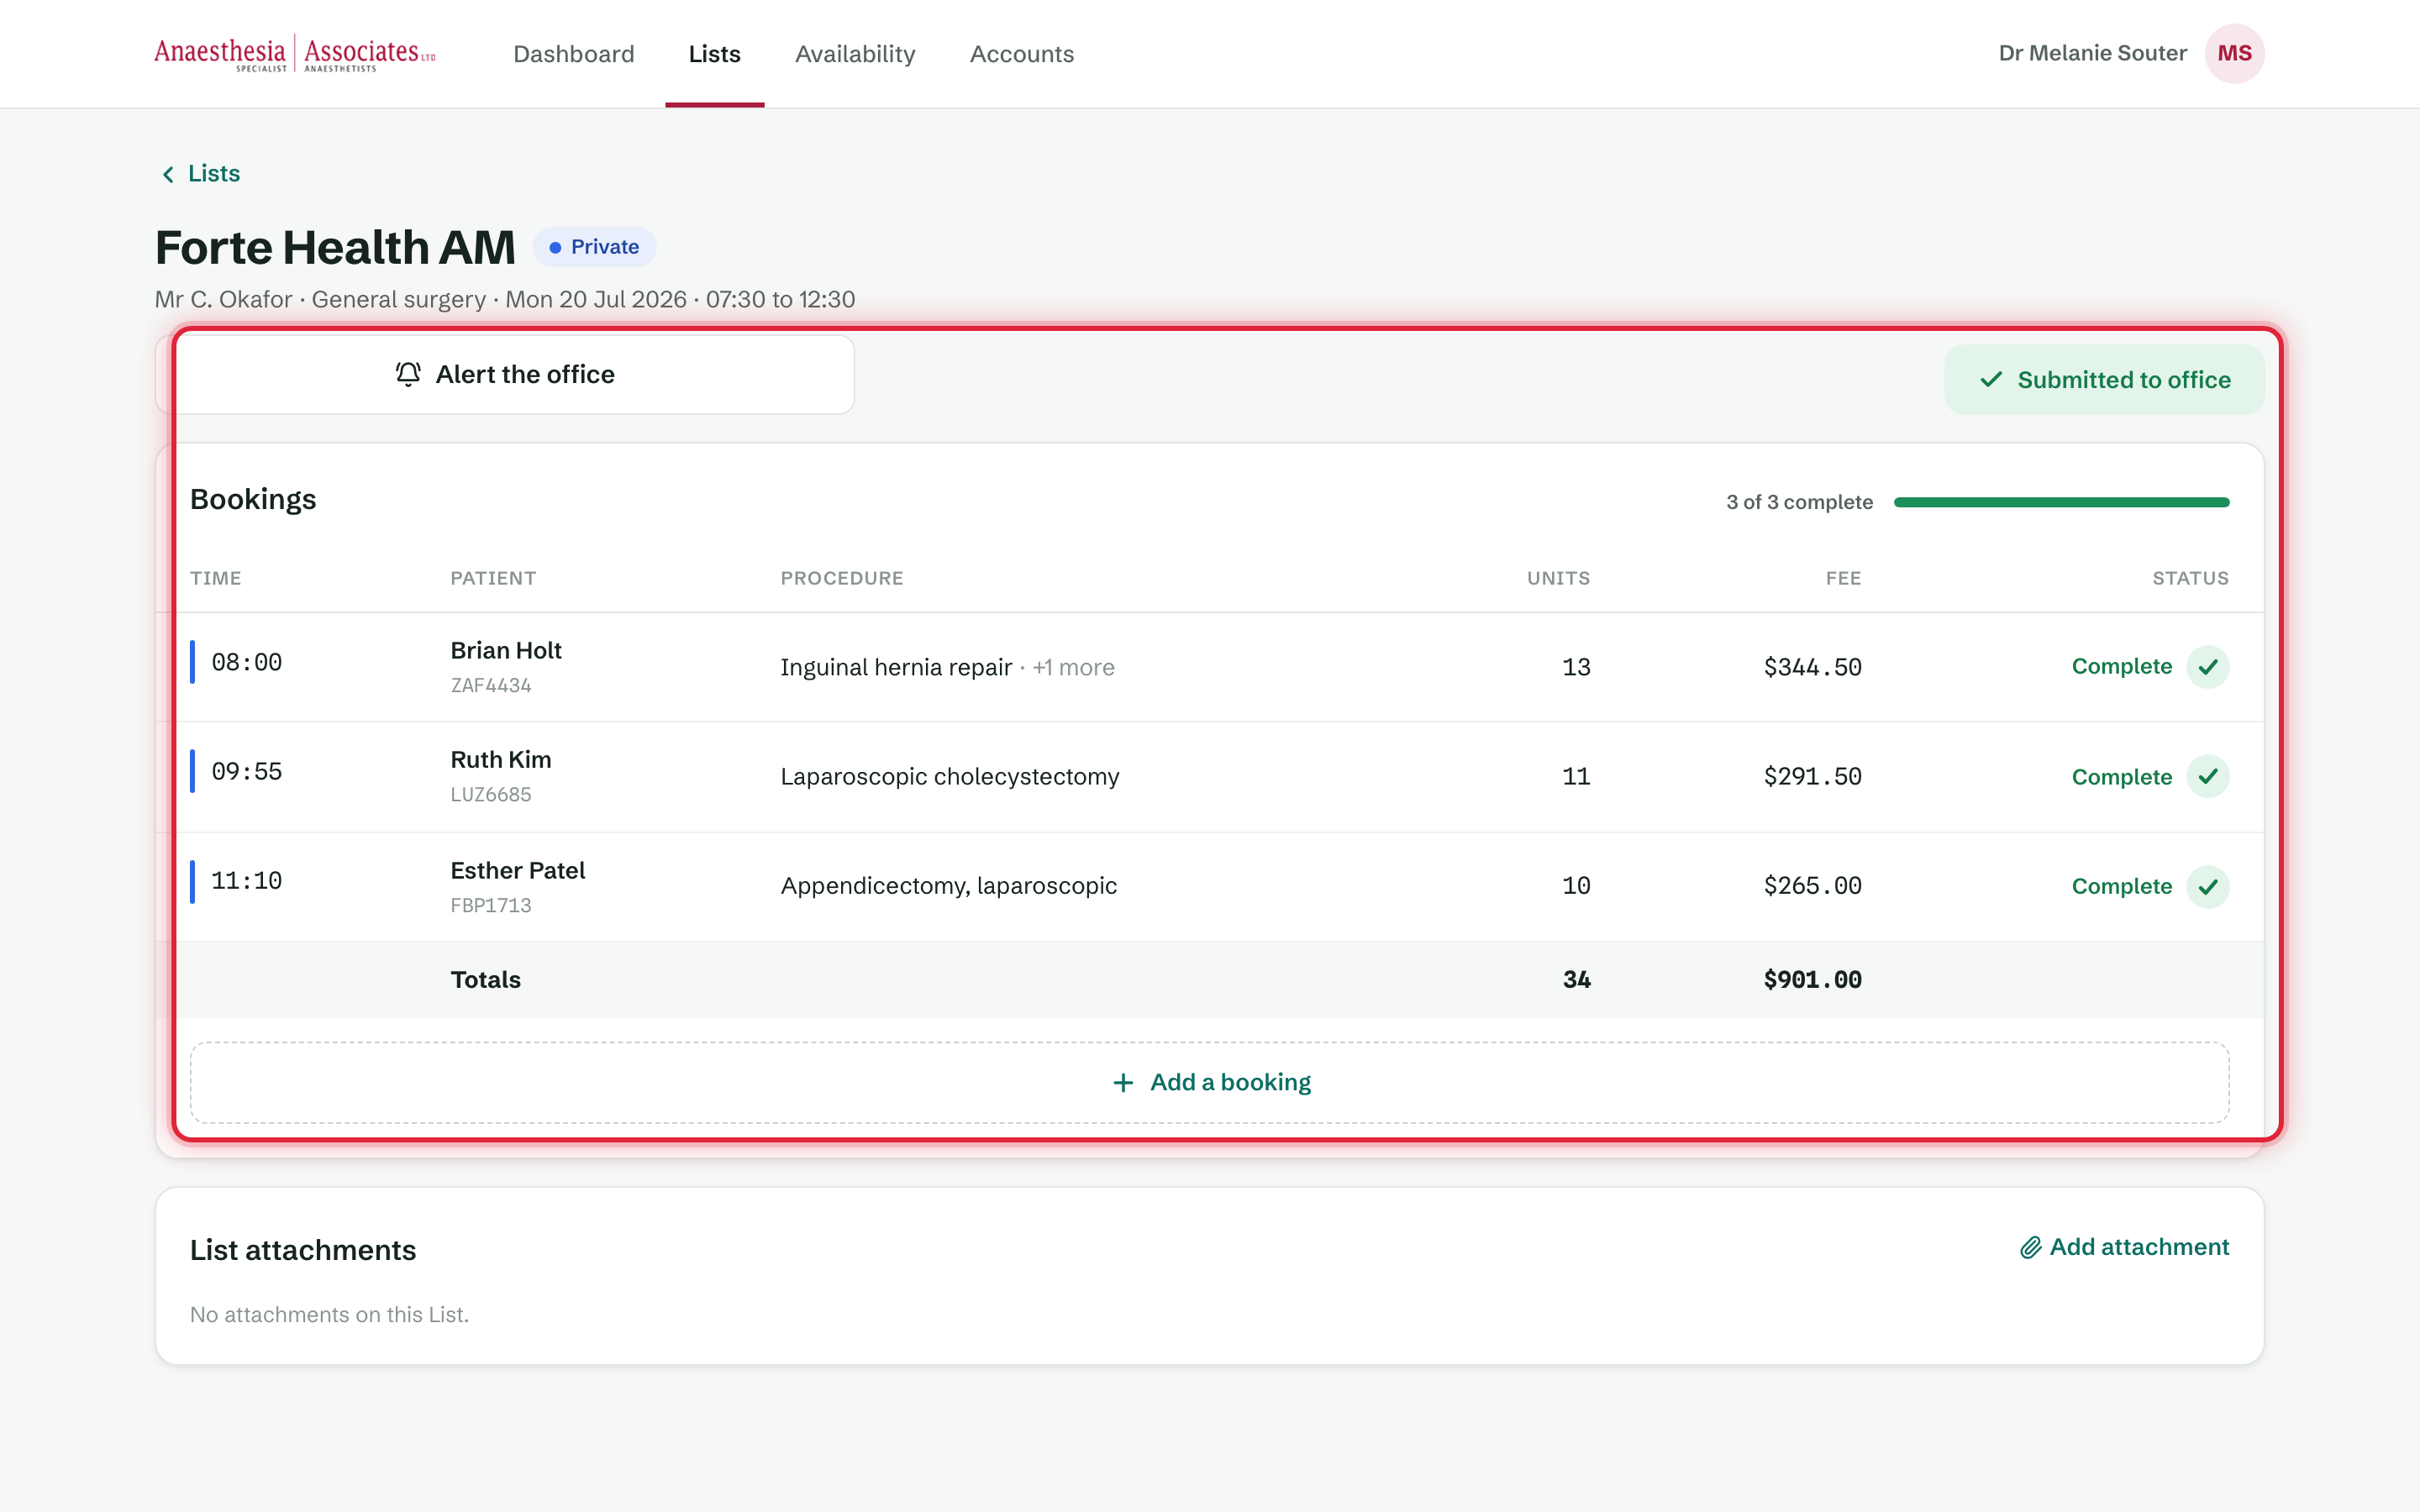 Anaesthesia | Associates LTD
SPECIALIST ANAESTHETISTS
Dashboard
Lists
Availability
Accounts
Dr Melanie Souter
MS
Lists
Forte Health AM
Private
Mr C. Okafor · General surgery · Mon 20 Jul 2026 · 07:30 to 12:30
Alert the office
Submitted to office
Bookings
3 of 3 complete
TIME PATIENT PROCEDURE UNITS FEE STATUS
08:00 Brian Holt Inguinal hernia repair · +1 more 13 $344.50 Complete
ZAF4434
09:55 Ruth Kim Laparoscopic cholecystectomy 11 $291.50 Complete
LUZ6685
11:10 Esther Patel Appendicectomy, laparoscopic 10 $265.00 Complete
FBP1713
Totals 34 $901.00
+ Add a booking
List attachments
Add attachment
No attachments on this List.